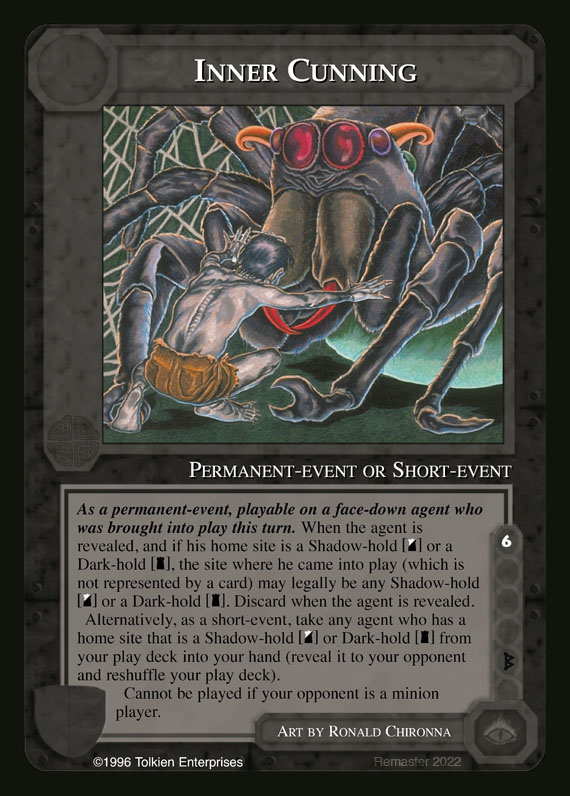 INNER CUNNING
PERMANENT-EVENT OR SHORT-EVENT
As a permanent-event, playable on a face-down agent who
was brought into play this turn. When the agent is
revealed, and if his home site is a Shadow-hold [] or a
Dark-hold [], the site where he came into play (which is
not represented by a card) may legally be any Shadow-hold
[] or a Dark-hold []. Discard when the agent is revealed.
Alternatively, as a short-event, take any agent who has a
home site that is a Shadow-hold [] or Dark-hold [] from
your play deck into your hand (reveal it to your opponent
and reshuffle your play deck).
Cannot be played if your opponent is a minion
player.
6
ART BY RONALD CHIRONNA
©1996 Tolkien Enterprises
Remaster 2022